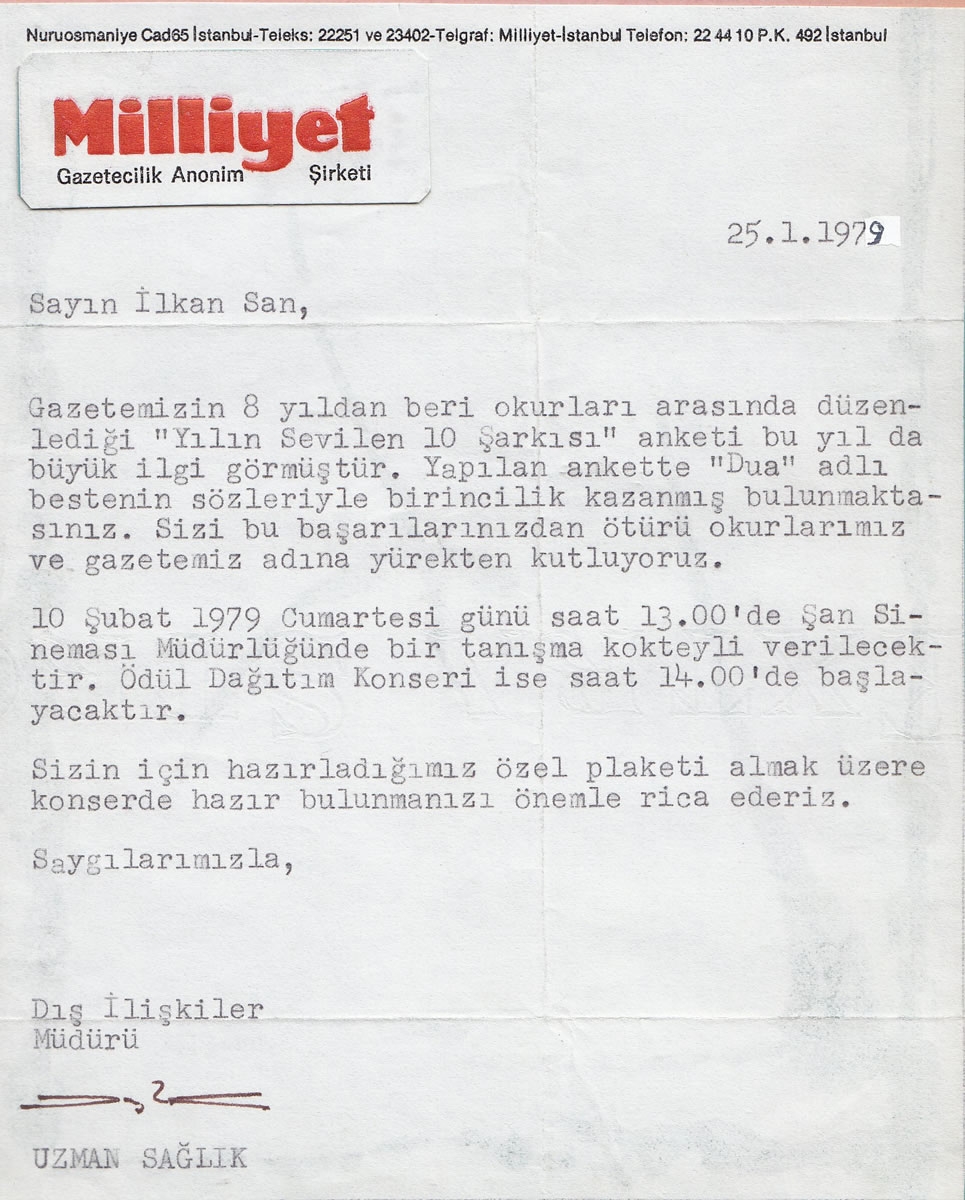 Nuruosmaniye Cad65 İstanbul-Teleks: 22251 ve 23402-Telgraf: Milliyet-İstanbul Telefon: 22 44 10 P.K. 492 İstanbul
Milliyet
Gazetecilik Anonim Şirketi
25.1.1979
Sayın İlkan San,
Gazetemizin 8 yıldan beri okurları arasında düzen-
lediği "Yılın Sevilen 10 Şarkısı" anketi bu yıl da
büyük ilgi görmüştür. Yapılan ankette "Dua" adlı
bestenin sözleriyle birincilik kazanmış bulunmakta-
sınız. Sizi bu başarılarınızdan ötürü okurlarımız
ve gazetemiz adına yürekten kutluyoruz.
10 Şubat 1979 Cumartesi günü saat 13.00'de Şan Si-
neması Müdürlüğünde bir tanışma kokteyli verilecek-
tir. Ödül Dağıtım Konseri ise saat 14.00'de başla-
yacaktır.
Sizin için hazırladığımız özel plaketi almak üzere
konserde hazır bulunmanızı önemle rica ederiz.
Saygılarımızla,
Dış İlişkiler
Müdürü
UZMAN SAĞLIK